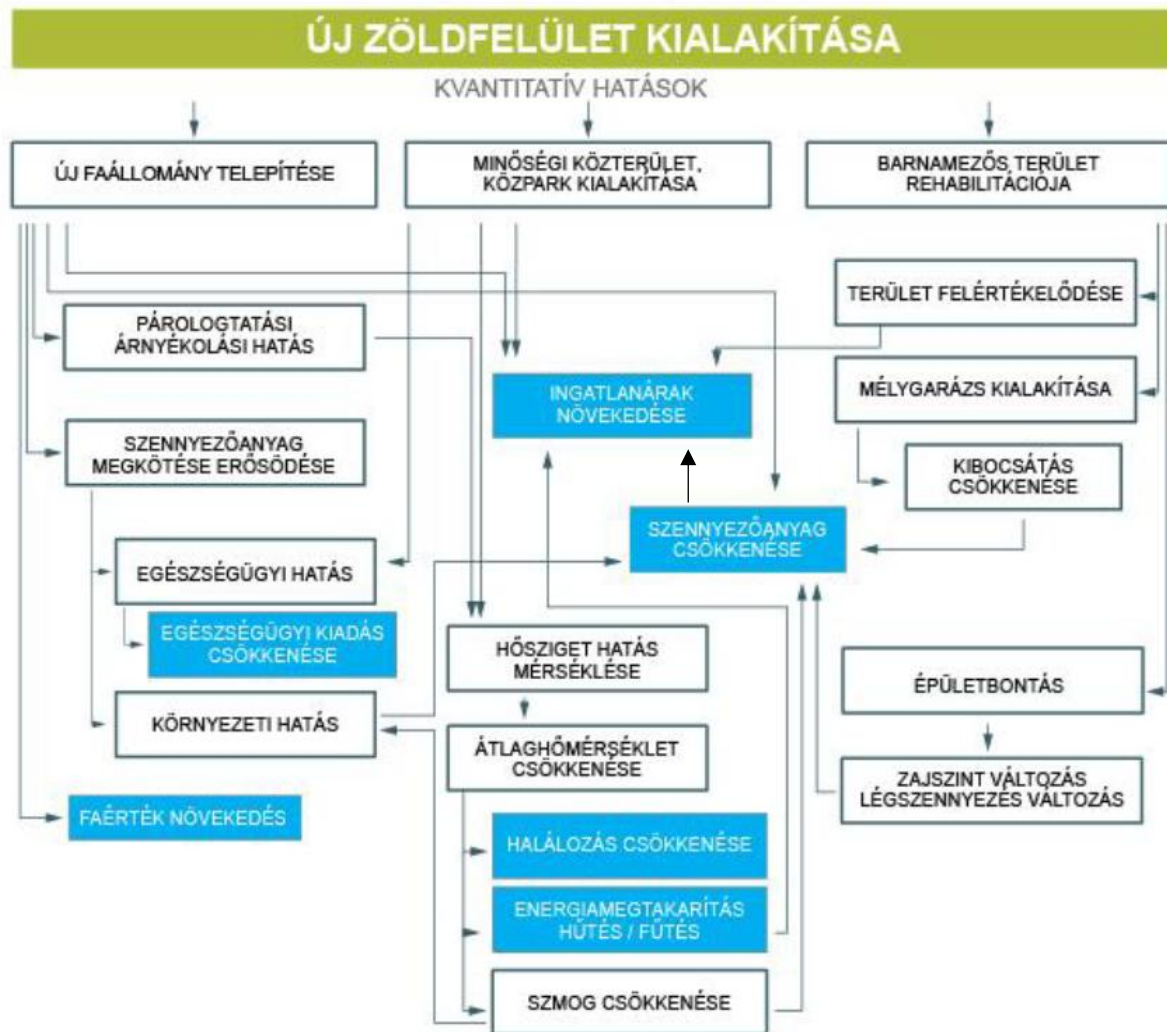 ÚJ ZÖLDFELÜLET KIALAKÍTÁSA
KVANTITATÍV HATÁSOK
ÚJ FAÁLLOMÁNY TELEPÍTÉSE
MINŐSÉGI KÖZTERÜLET,
KÖZPARK KIALAKÍTÁSA
BARNAMEZŐS TERÜLET
REHABILITÁCIÓJA
TERÜLET FELÉRTÉKELŐDÉSE
PÁROLOGTATÁSI
ÁRNYÉKOLÁSI HATÁS
INGATLANÁRAK
NÖVEKEDÉSE
MÉLYGARÁZS KIALAKÍTÁSA
SZENNYEZŐANYAG
MEGKÖTÉSE ERŐSÖDÉSE
KIBOCSÁTÁS
CSÖKKENÉSE
SZENNYEZŐANYAG
CSÖKKENÉSE
EGÉSZSÉGÜGYI HATÁS
EGÉSZSÉGÜGYI KIADÁS
CSÖKKENÉSE
HŐSZIGET HATÁS
MÉRSÉKLÉSE
ÉPÜLETBONTÁS
KÖRNYEZETI HATÁS
ÁTLAGHŐMÉRSÉKLET
CSÖKKENÉSE
ZAJSZINT VÁLTOZÁS
LÉGSZENNYEZÉS VÁLTOZÁS
FAÉRTÉK NÖVEKEDÉS
HALÁLOZÁS CSÖKKENÉSE
ENERGIAMEGTAKARÍTÁS
HŰTÉS / FŰTÉS
SZMOG CSÖKKENÉSE